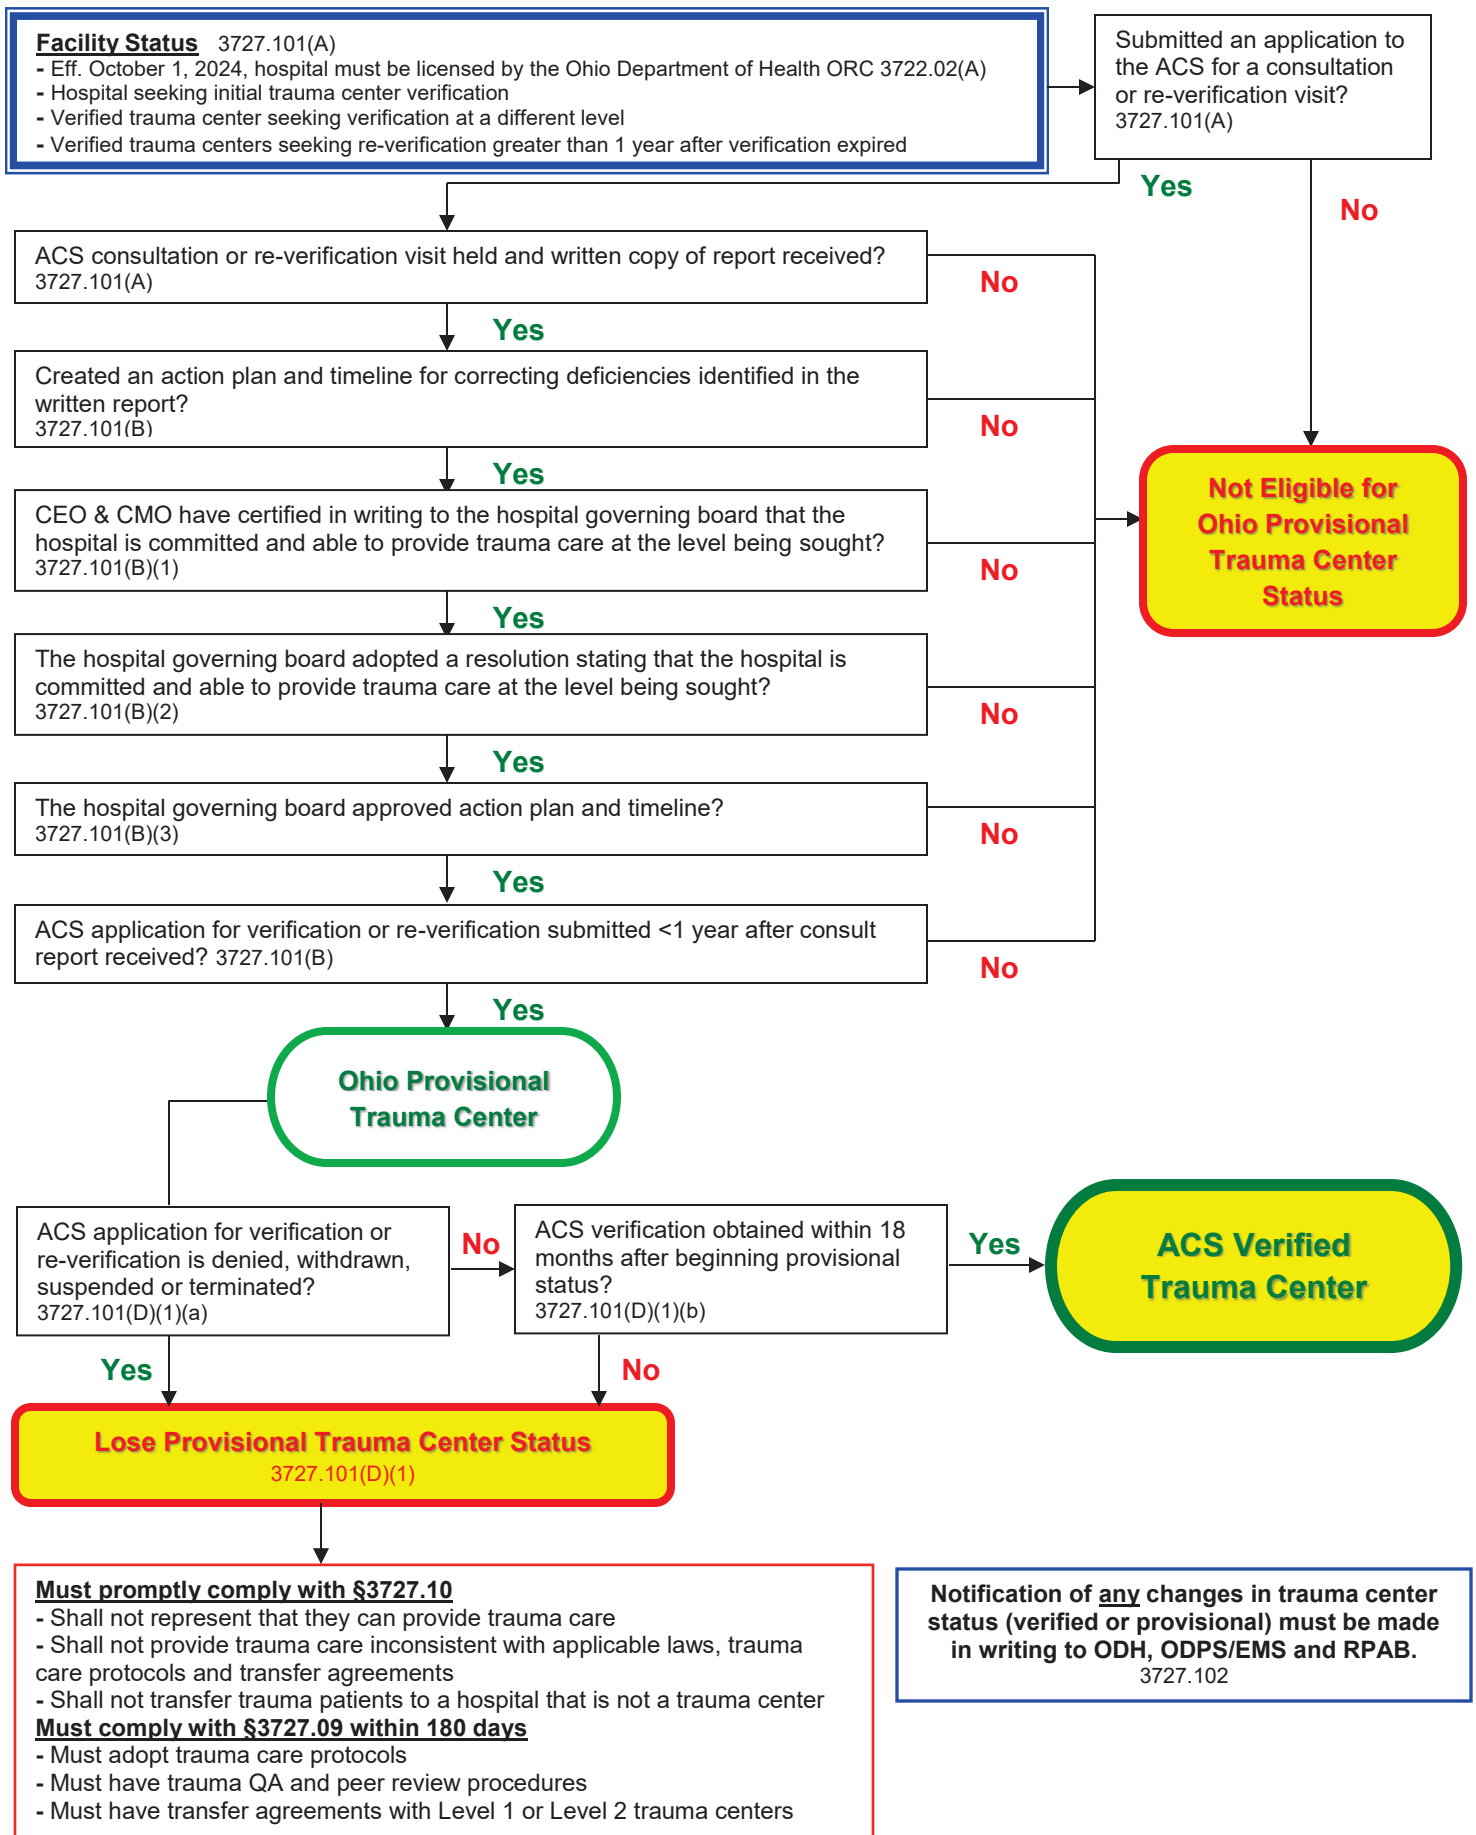 Facility Status 3727.101(A)
- Eff. October 1, 2024, hospital must be licensed by the Ohio Department of Health ORC 3722.02(A)
- Hospital seeking initial trauma center verification
- Verified trauma center seeking verification at a different level
- Verified trauma centers seeking re-verification greater than 1 year after verification expired
Submitted an application to
the ACS for a consultation
or re-verification visit?
3727.101(A)
Yes
No
ACS consultation or re-verification visit held and written copy of report received?
3727.101(A)
No
Yes
Created an action plan and timeline for correcting deficiencies identified in the
written report?
3727.101(B)
No
Yes
CEO & CMO have certified in writing to the hospital governing board that the
hospital is committed and able to provide trauma care at the level being sought?
3727.101(B)(1)
No
Yes
Not Eligible for
Ohio Provisional
Trauma Center
Status
The hospital governing board adopted a resolution stating that the hospital is
committed and able to provide trauma care at the level being sought?
3727.101(B)(2)
No
Yes
The hospital governing board approved action plan and timeline?
3727.101(B)(3)
No
Yes
ACS application for verification or re-verification submitted <1 year after consult
report received? 3727.101(B)
No
Yes
Ohio Provisional
Trauma Center
ACS application for verification or
re-verification is denied, withdrawn,
suspended or terminated?
3727.101(D)(1)(a)
No
ACS verification obtained within 18
months after beginning provisional
status?
3727.101(D)(1)(b)
Yes
ACS Verified
Trauma Center
Yes
No
Lose Provisional Trauma Center Status
3727.101(D)(1)
Must promptly comply with §3727.10
- Shall not represent that they can provide trauma care
- Shall not provide trauma care inconsistent with applicable laws, trauma
care protocols and transfer agreements
- Shall not transfer trauma patients to a hospital that is not a trauma center
Must comply with §3727.09 within 180 days
- Must adopt trauma care protocols
- Must have trauma QA and peer review procedures
- Must have transfer agreements with Level 1 or Level 2 trauma centers
Notification of any changes in trauma center
status (verified or provisional) must be made
in writing to ODH, ODPS/EMS and RPAB.
3727.102